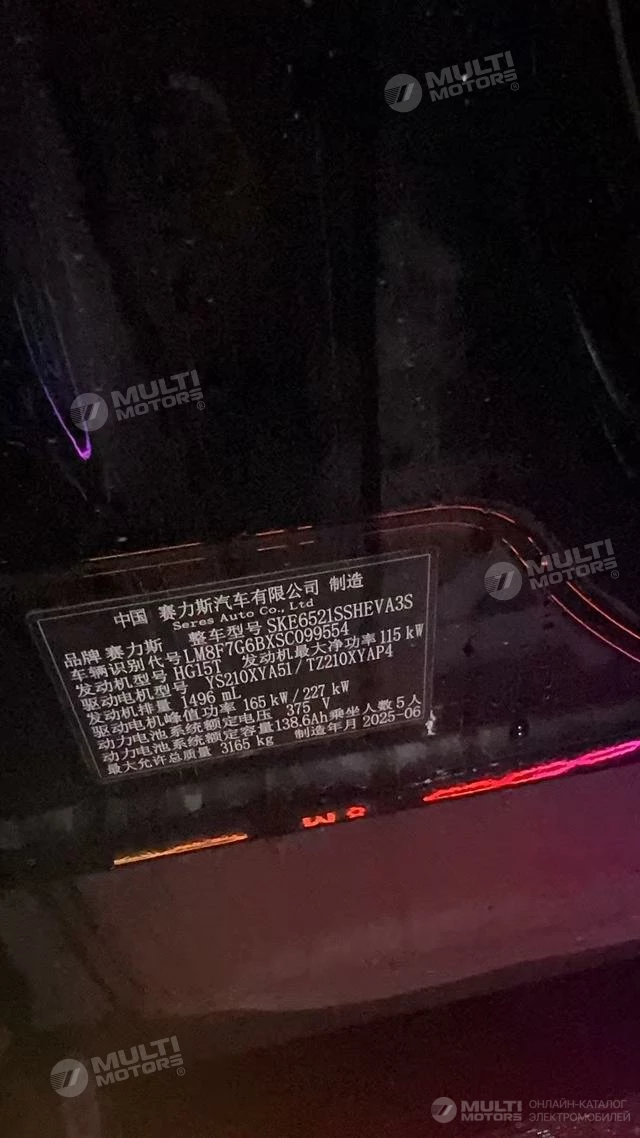 MULTI
MOTORS®
MULTI
MOTORS®
MULTI
MOTORS®
中国 赛力斯汽车有限公司 制造
Seres Auto Co., Ltd
品牌 赛力斯 整车型号 SKE6521SSHEVA3S
车辆识别代号 LM8F7G6BXSC099554
发动机型号 HG15T 发动机最大净功率 115 kW
驱动电机型号 YS210XYA51/TZ210XYAP4
发动机排量 1496 mL
驱动电机峰值功率 165 kW/227 kW
动力电池系统额定电压 375 V
动力电池系统额定容量 138.6Ah 乘坐人数 5人
最大允许总质量 3165 kg 制造年月 2025-06
MULTI
MOTORS®
MULTI
MOTORS
ОНЛАЙН-КАТАЛОГ
ЭЛЕКТРОМОБИЛЕЙ